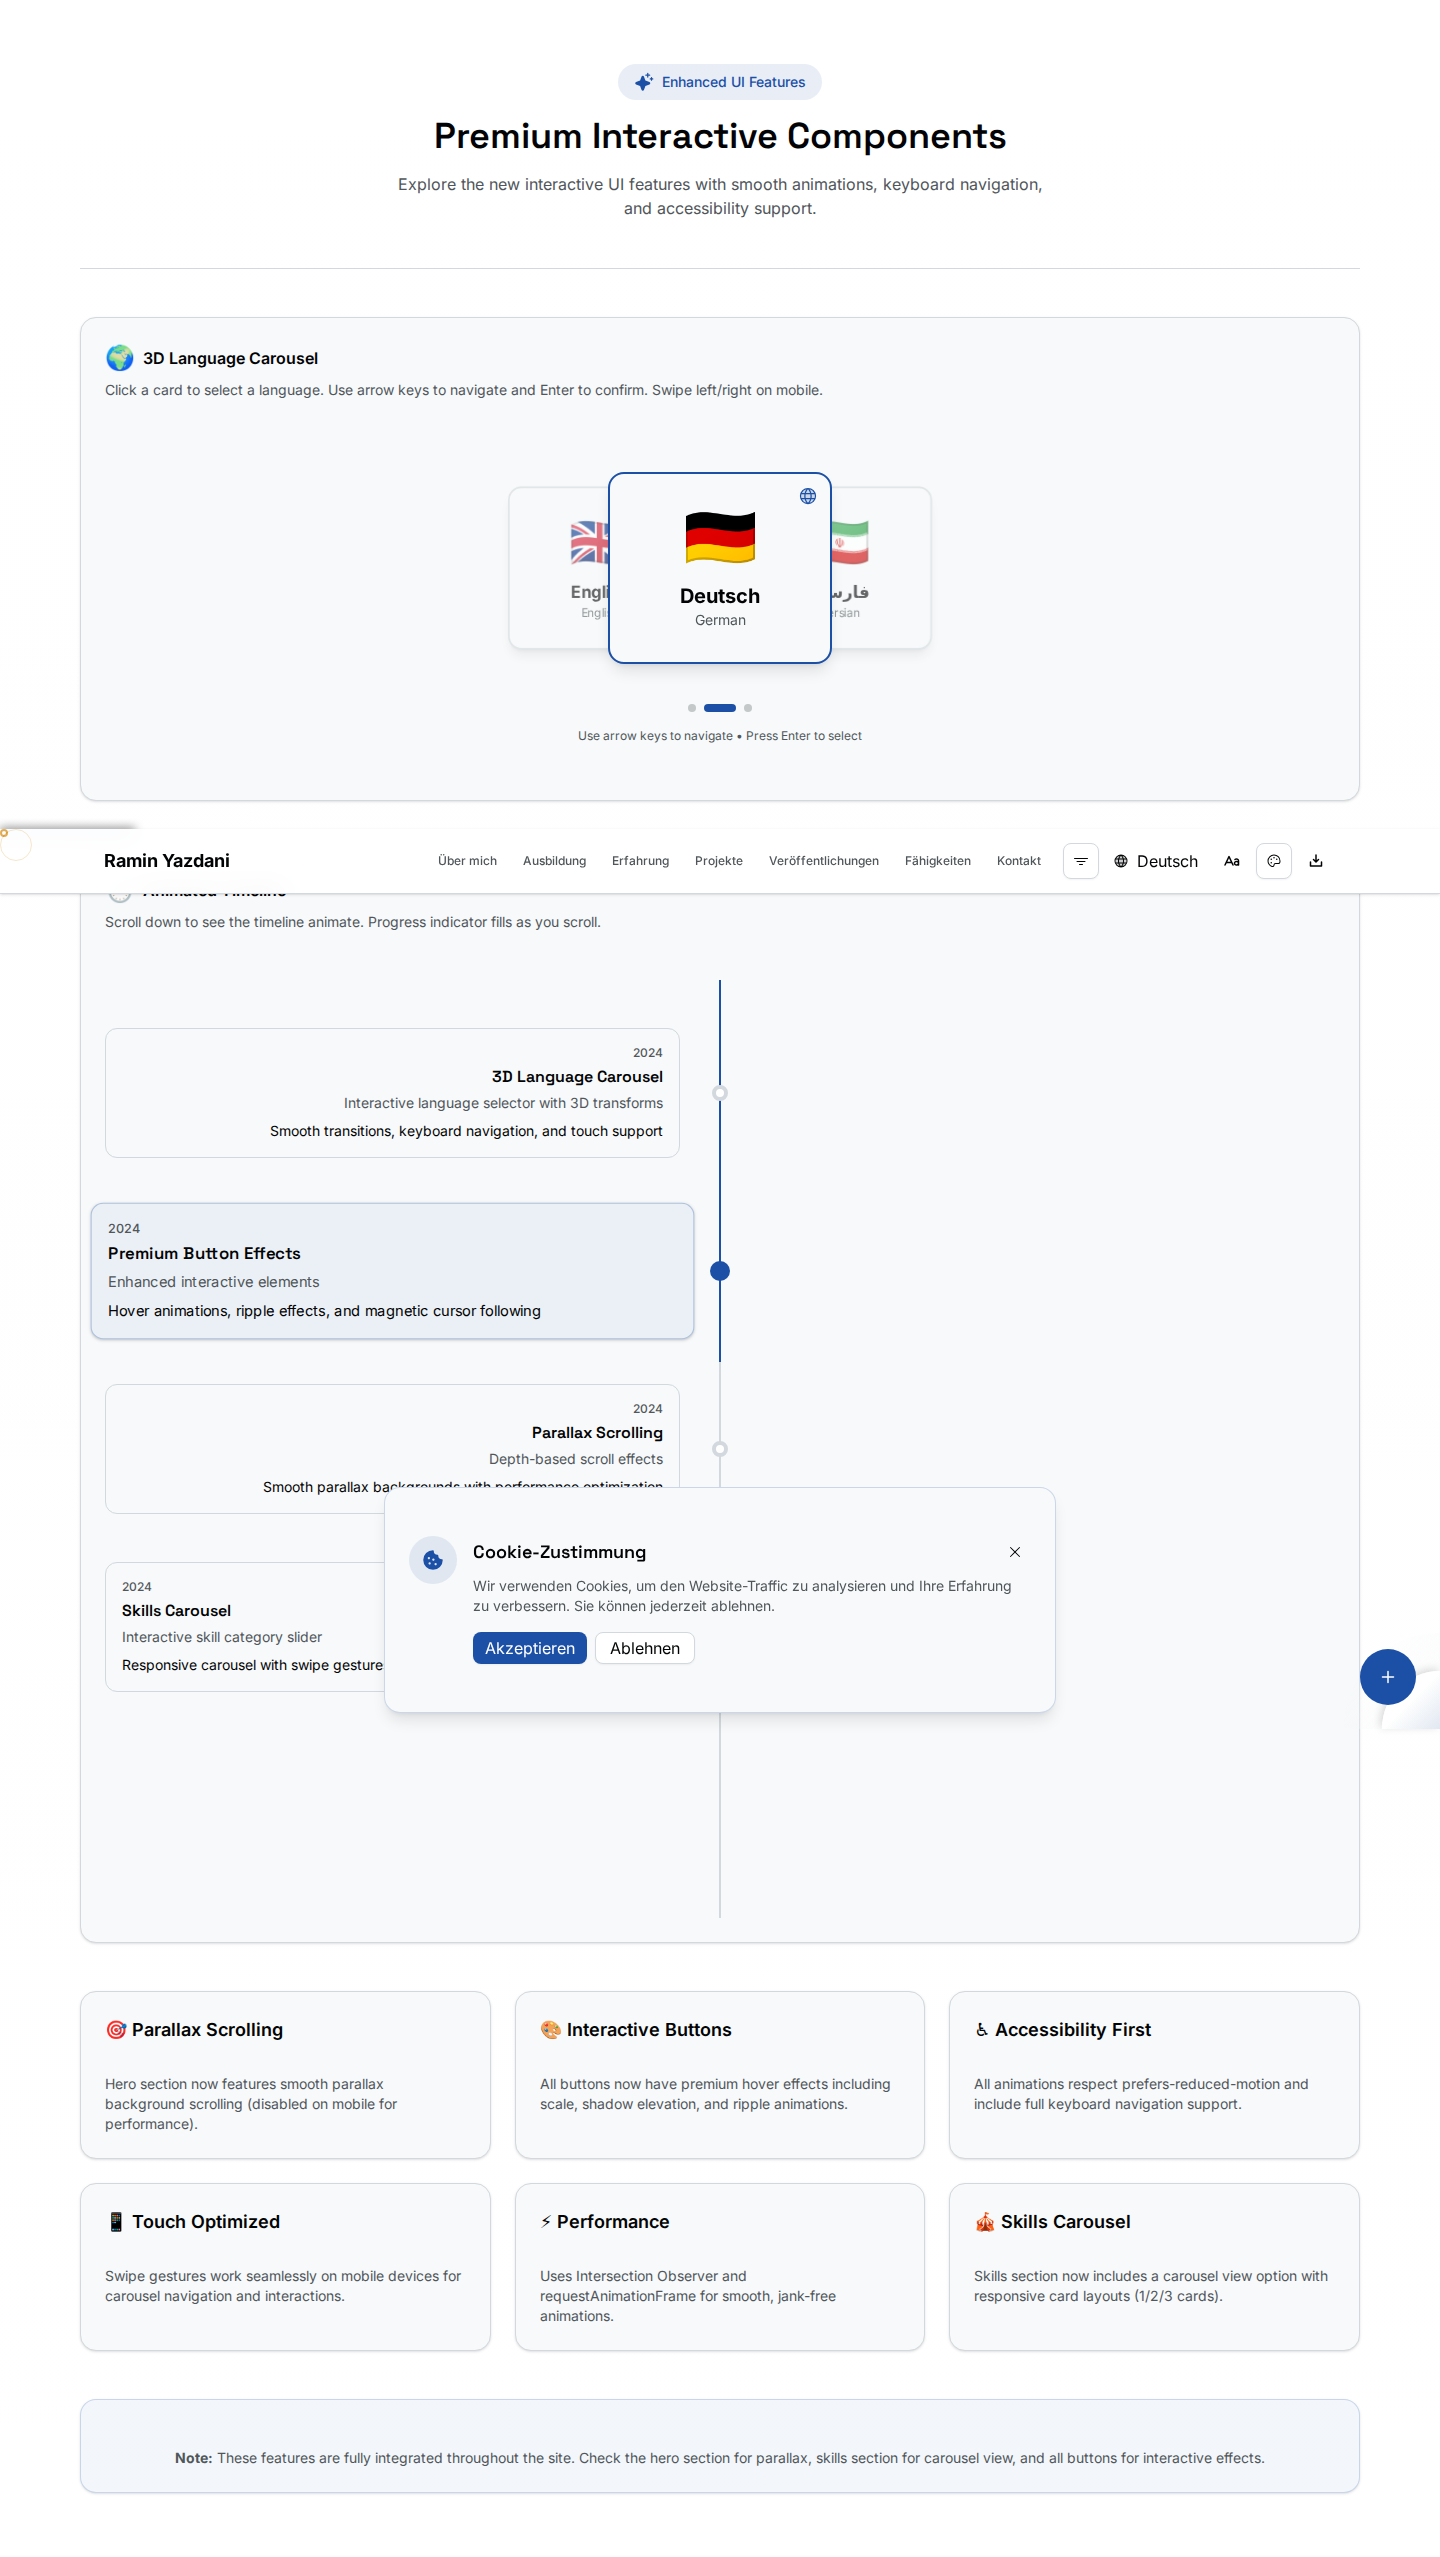 Enhanced UI Features
Premium Interactive Components
Explore the new interactive UI features with smooth animations, keyboard navigation,
and accessibility support.
3D Language Carousel
Click a card to select a language. Use arrow keys to navigate and Enter to confirm. Swipe left/right on mobile.
Deutsch
German
Use arrow keys to navigate • Press Enter to select
Ramin Yazdani
Über mich
Ausbildung
Erfahrung
Projekte
Veröffentlichungen
Fähigkeiten
Kontakt
Deutsch
Aa
Animated Timeline
Scroll down to see the timeline animate. Progress indicator fills as you scroll.
2024
3D Language Carousel
Interactive language selector with 3D transforms
Smooth transitions, keyboard navigation, and touch support
2024
Premium Button Effects
Enhanced interactive elements
Hover animations, ripple effects, and magnetic cursor following
2024
Parallax Scrolling
Depth-based scroll effects
Smooth parallax backgrounds with performance optimization
2024
Skills Carousel
Interactive skill category slider
Responsive carousel with swipe gesture
Cookie-Zustimmung
Wir verwenden Cookies, um den Website-Traffic zu analysieren und Ihre Erfahrung
zu verbessern. Sie können jederzeit ablehnen.
Akzeptieren
Ablehnen
🎯 Parallax Scrolling
Hero section now features smooth parallax
background scrolling (disabled on mobile for
performance).
🎨 Interactive Buttons
All buttons now have premium hover effects including
scale, shadow elevation, and ripple animations.
♿ Accessibility First
All animations respect prefers-reduced-motion and
include full keyboard navigation support.
📱 Touch Optimized
Swipe gestures work seamlessly on mobile devices for
carousel navigation and interactions.
⚡ Performance
Uses Intersection Observer and
requestAnimationFrame for smooth, jank-free
animations.
🎪 Skills Carousel
Skills section now includes a carousel view option with
responsive card layouts (1/2/3 cards).
Note: These features are fully integrated throughout the site. Check the hero section for parallax, skills section for carousel view, and all buttons for interactive effects.